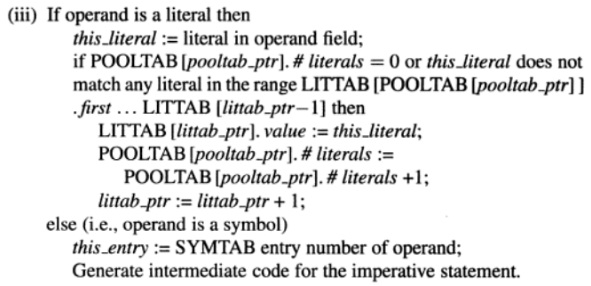 (iii) If operand is a literal then
this_literal := literal in operand field;
if POOLTAB [pooltab_ptr]. # literals = 0 or this_literal does not
match any literal in the range LITTAB [POOLTAB [pooltab_ptr] ]
.first ... LITTAB [littab_ptr−1] then
LITTAB [littab_ptr]. value := this_literal;
POOLTAB [pooltab_ptr]. # literals :=
POOLTAB [pooltab_ptr]. # literals +1;
littab_ptr := littab_ptr + 1;
else (i.e., operand is a symbol)
this_entry := SYMTAB entry number of operand;
Generate intermediate code for the imperative statement.